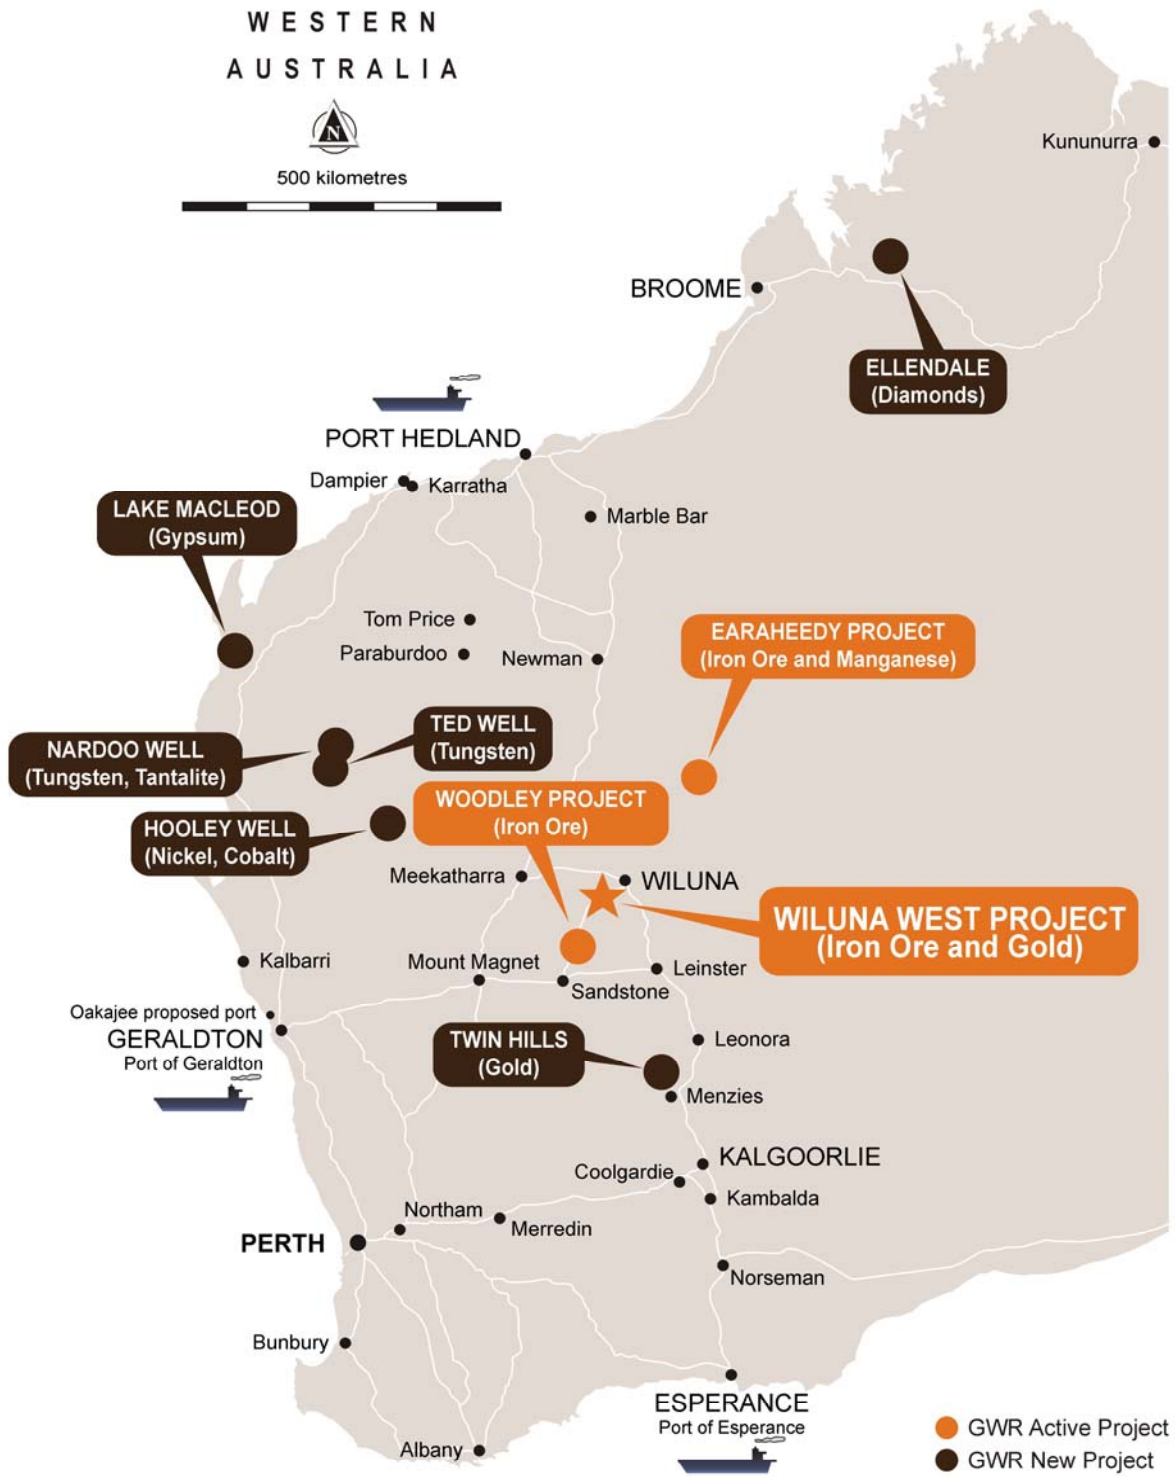 WESTERN
AUSTRALIA
N
500 kilometres
Kununurra
BROOME
ELLENDALE
(Diamonds)
PORT HEDLAND
Dampier
Karratha
LAKE MACLEOD
(Gypsum)
Marble Bar
Tom Price
Paraburdoo
Newman
EARAHEEDY PROJECT
(Iron Ore and Manganese)
NARDOO WELL
(Tungsten, Tantalite)
TED WELL
(Tungsten)
WOODLEY PROJECT
(Iron Ore)
HOOLEY WELL
(Nickel, Cobalt)
Meekatharra
WILUNA
WILUNA WEST PROJECT
(Iron Ore and Gold)
Kalbarri
Mount Magnet
Leinster
Sandstone
Oakajee proposed port
GERALDTON
Port of Geraldton
TWIN HILLS
(Gold)
Leonora
Menzies
KALGOORLIE
Coolgardie
Kambalda
Northam
Merredin
PERTH
Norseman
Bunbury
ESPERANCE
Port of Esperance
Albany
GWR Active Project
GWR New Project